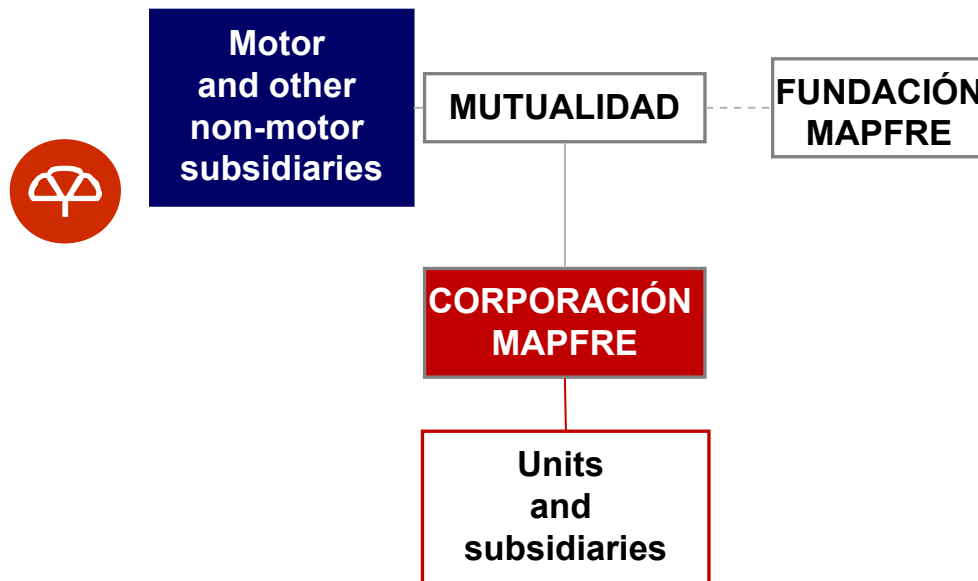 Motor
and other
non-motor
subsidiaries
MUTUALIDAD
FUNDACIÓN
MAPFRE
CORPORACIÓN
MAPFRE
Units
and
subsidiaries